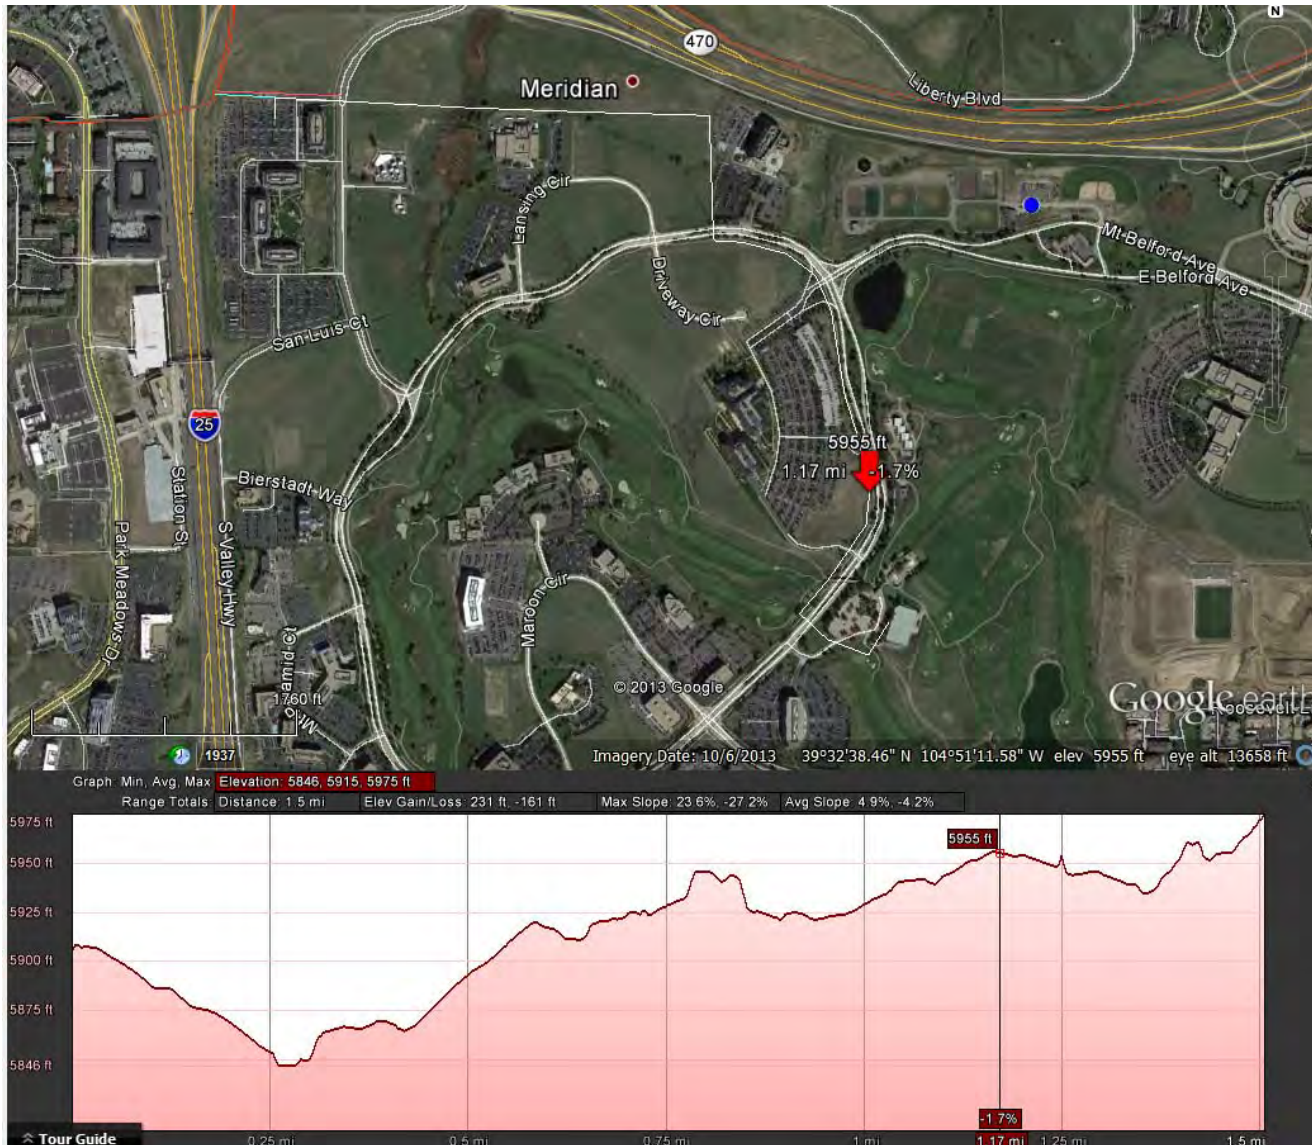 N
470
Meridian
Liberty Blvd
Lansing Cir
Mt Belford Ave
E Belford Ave
Driveway Cir
San Luis Ct
25
5955 ft
1.17 mi -1.7%
Bierstadt Way
Station St
S Valley Hwy
Park Meadows Dr
Maroon Cir
1760 ft
© 2013 Google
Google earth
1937
Imagery Date: 10/6/2013 39°32'38.46" N 104°51'11.58" W elev 5955 ft eye alt 13658 ft
Graph: Min, Avg, Max Elevation: 5846, 5915, 5975 ft
Range Totals: Distance: 1.5 mi Elev Gain/Loss: 231 ft, -161 ft Max Slope: 23.6%, -27.2% Avg Slope: 4.9%, -4.2%
5975 ft
5955 ft
5950 ft
5925 ft
5900 ft
5875 ft
5846 ft
-1.7%
Tour Guide 0.25 mi 0.5 mi 0.75 mi 1 mi 1.17 mi 1.25 mi 1.5 mi